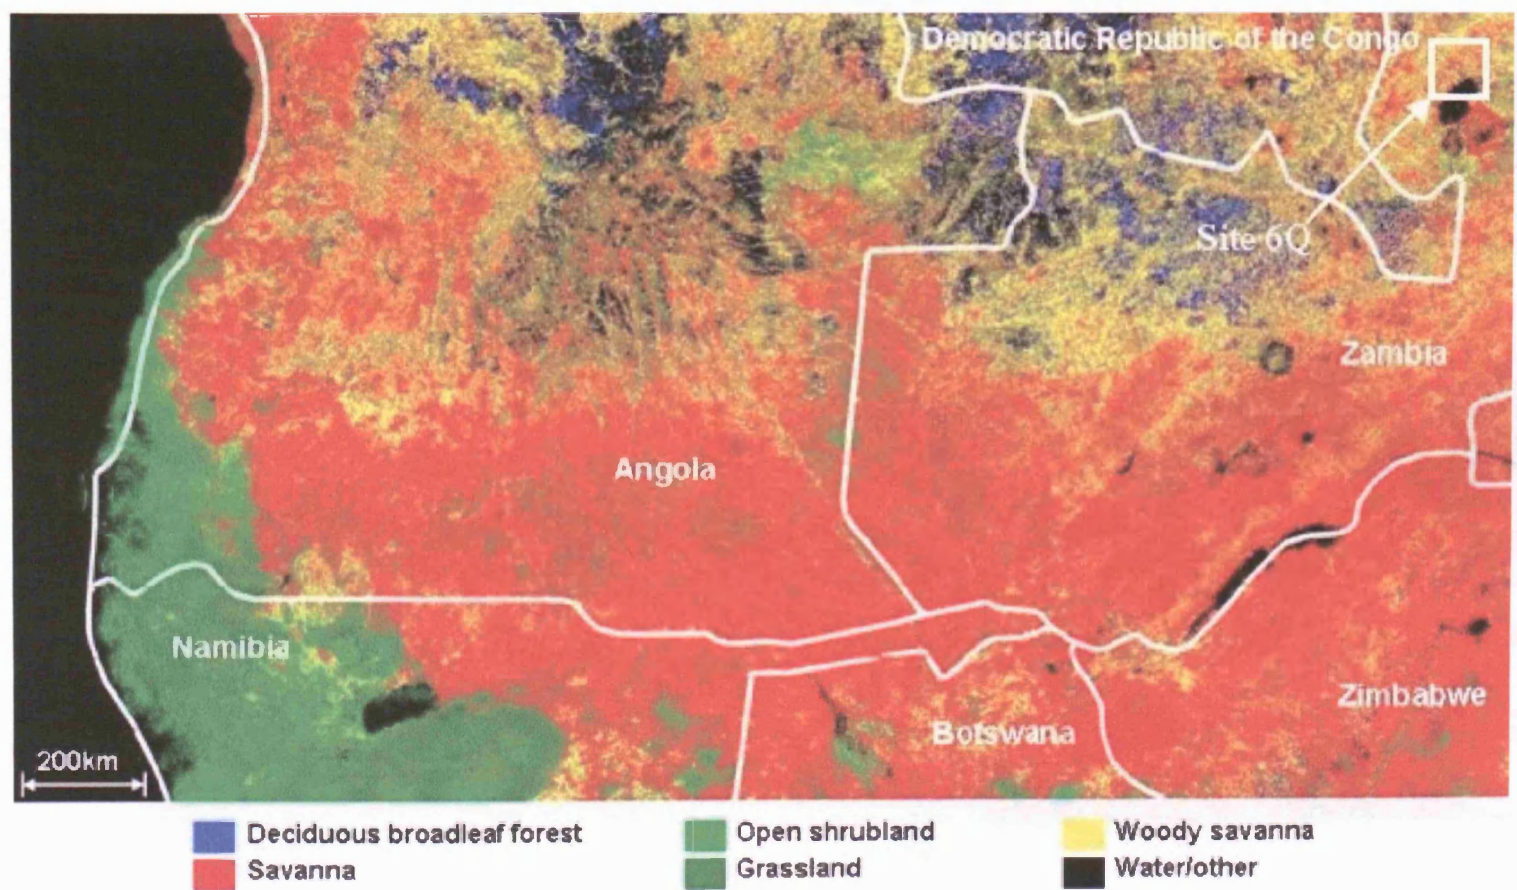 Democratic Republic of the Congo
Site 6Q
Zambia
Angola
Namibia
Zimbabwe
Botswana
200km
Deciduous broadleaf forest
Open shrubland
Woody savanna
Savanna
Grassland
Water/other